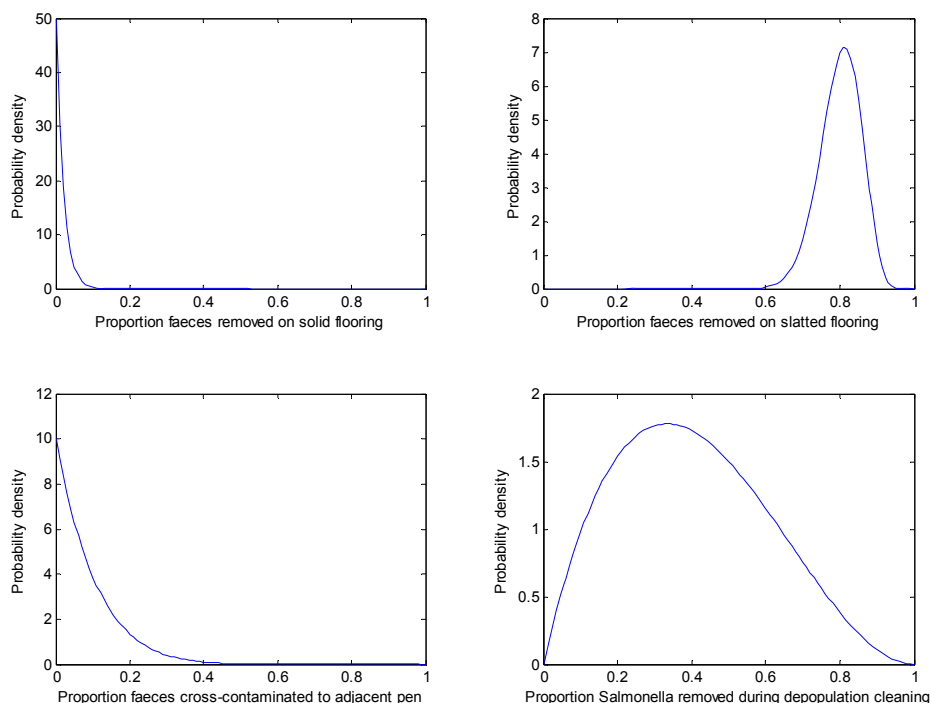 50
40
30
20
10
0
0 0.2 0.4 0.6 0.8 1
Probability density
Proportion faeces removed on solid flooring
8
7
6
5
4
3
2
1
0
0 0.2 0.4 0.6 0.8 1
Probability density
Proportion faeces removed on slatted flooring
12
10
8
6
4
2
0
0 0.2 0.4 0.6 0.8 1
Probability density
Proportion faeces cross-contaminated to adjacent pen
2
1.5
1
0.5
0
0 0.2 0.4 0.6 0.8 1
Probability density
Proportion Salmonella removed during depopulation cleaning